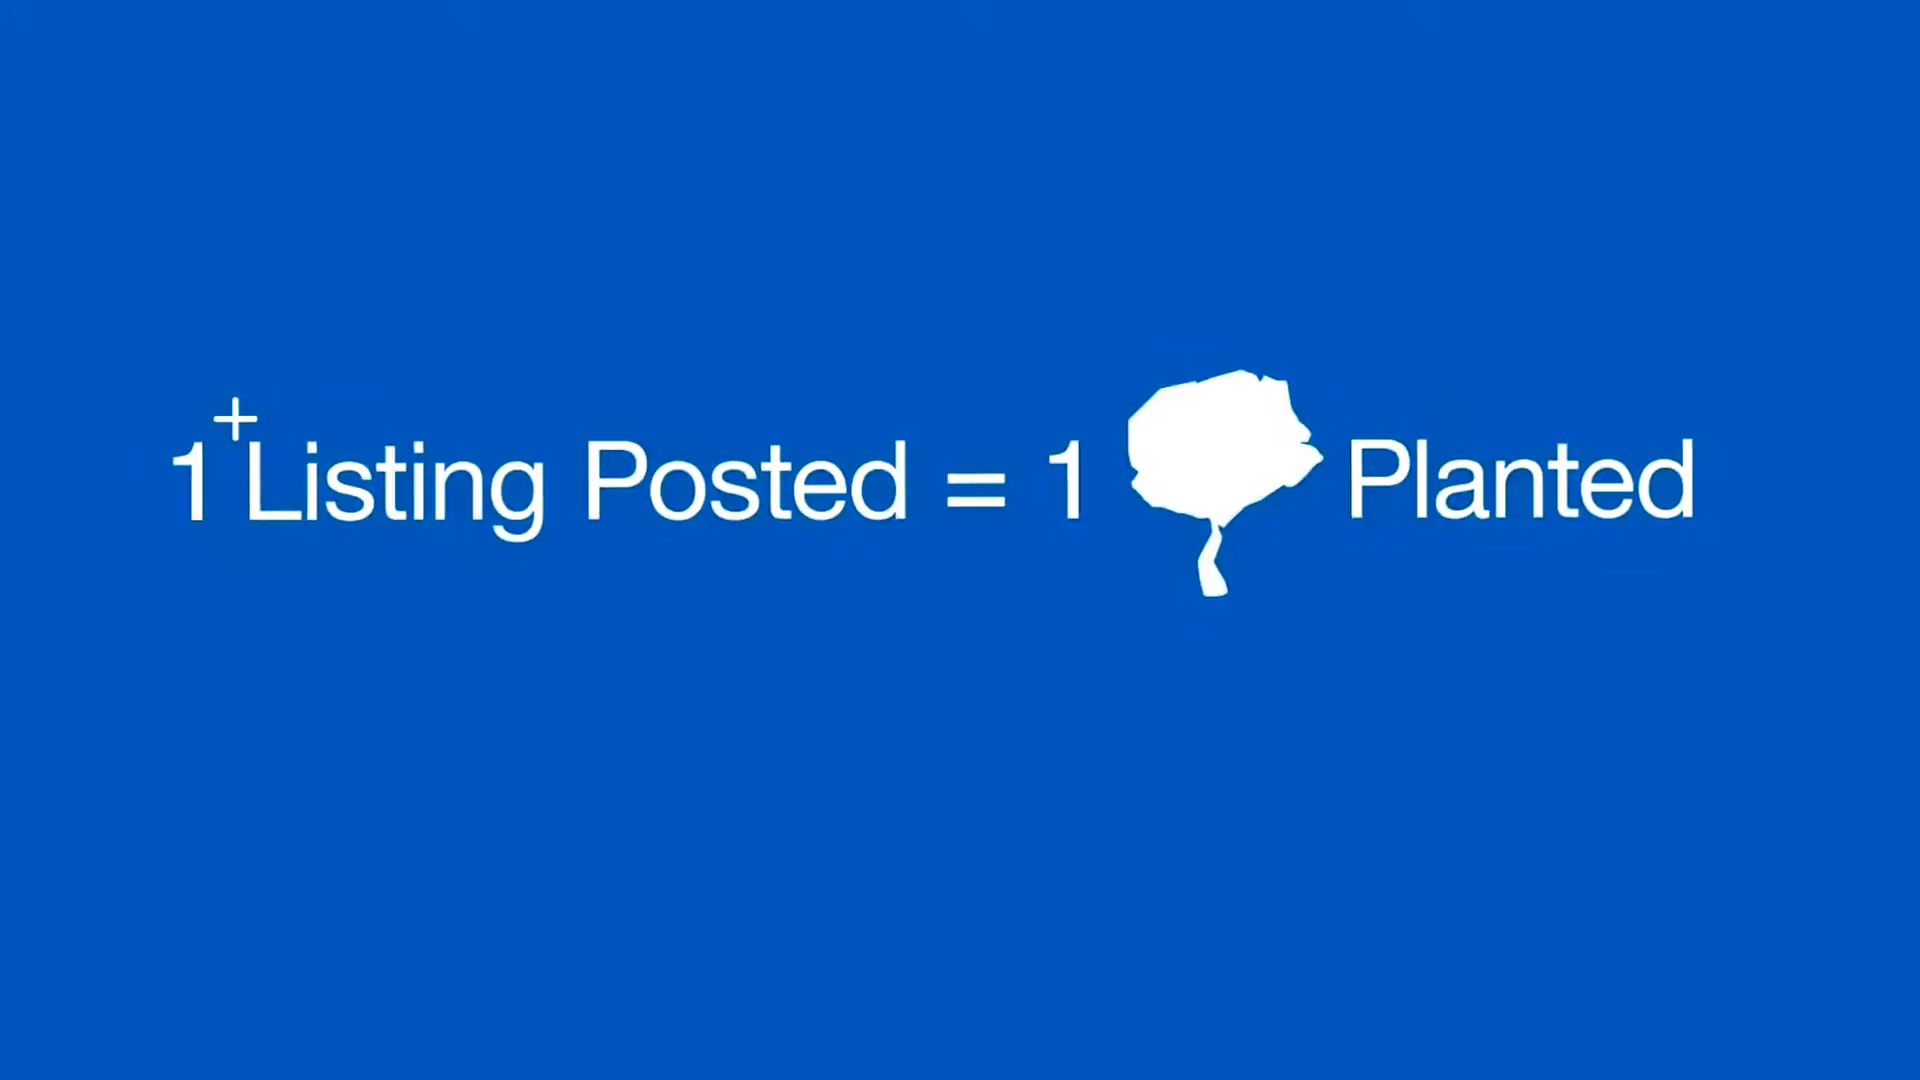 1+ Listing Posted = 1 Planted